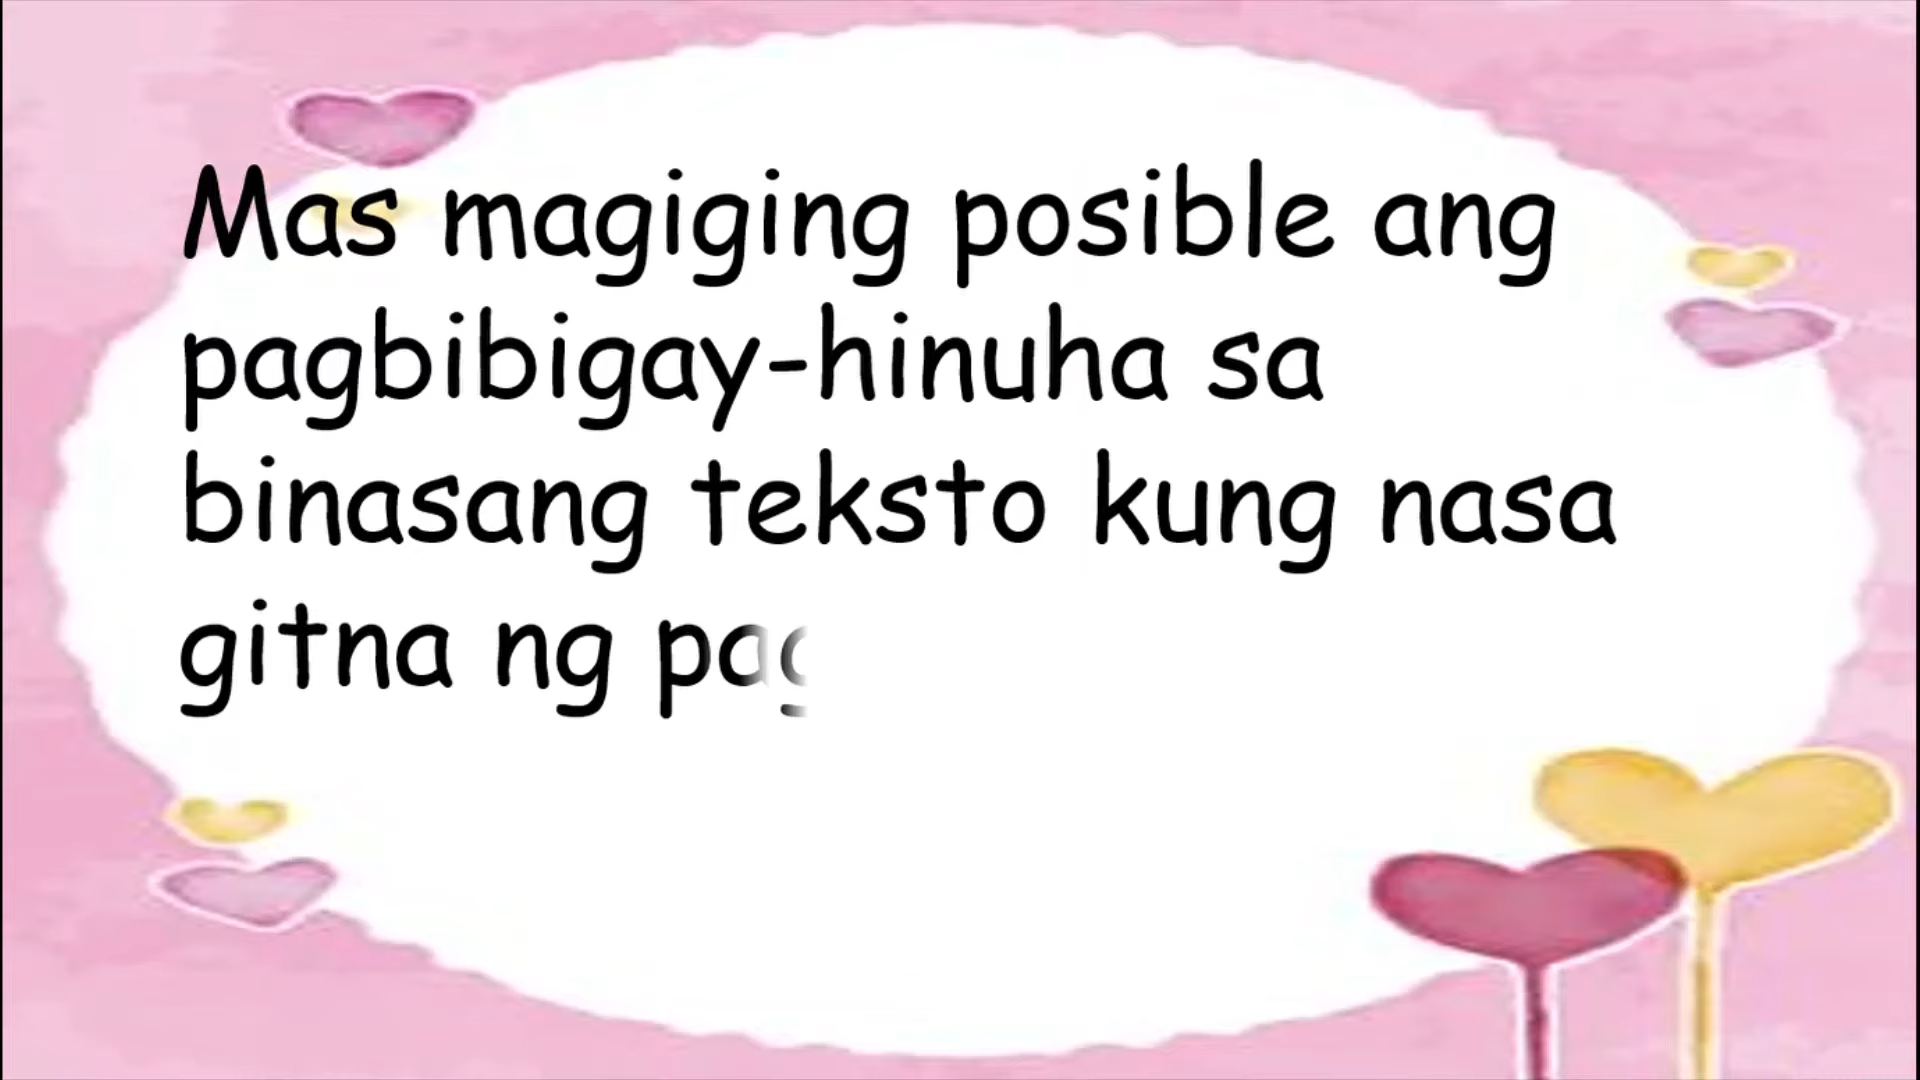 Mas magiging posible ang
pagbibigay-hinuha sa
binasang teksto kung nasa
gitna ng